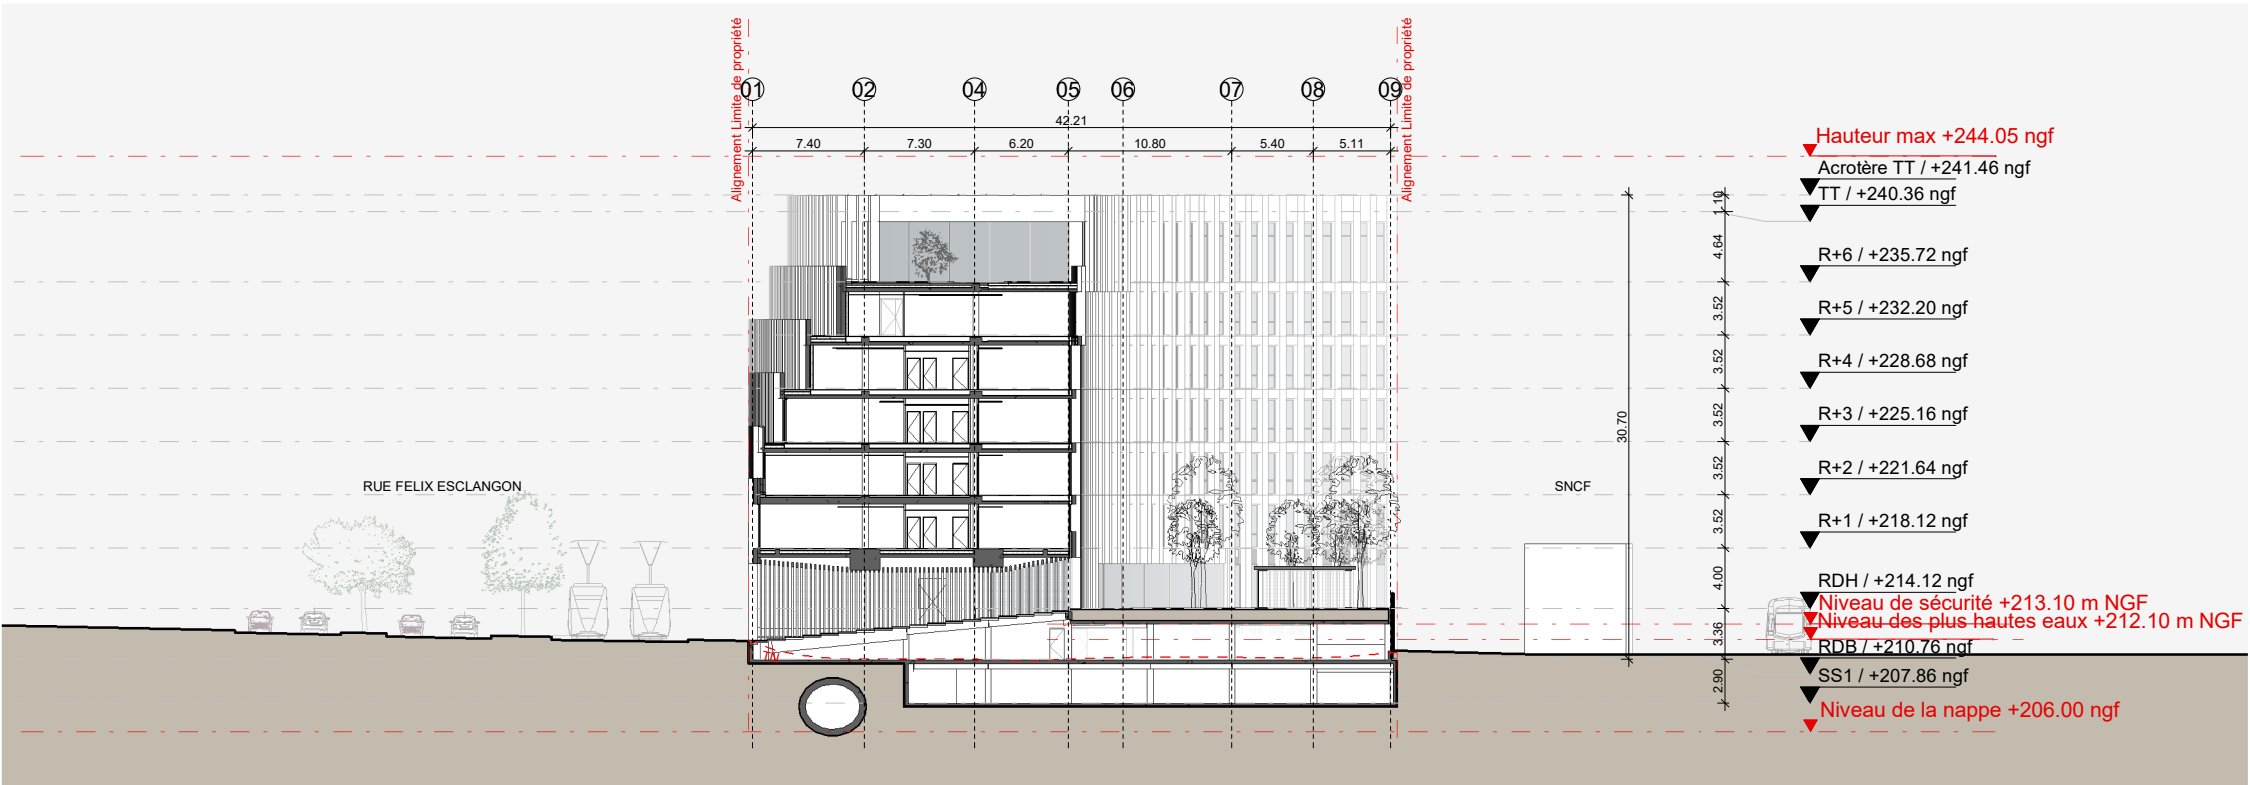 Alignement Limite de propriété
Alignement Limite de propriété
01 02 04 05 06 07 08 09
42.21
7.40 7.30 6.20 10.80 5.40 5.11
Hauteur max +244.05 ngf
Acrotère TT / +241.46 ngf
TT / +240.36 ngf
R+6 / +235.72 ngf
R+5 / +232.20 ngf
R+4 / +228.68 ngf
R+3 / +225.16 ngf
R+2 / +221.64 ngf
R+1 / +218.12 ngf
RDH / +214.12 ngf
Niveau de sécurité +213.10 m NGF
Niveau des plus hautes eaux +212.10 m NGF
RDB / +210.76 ngf
SS1 / +207.86 ngf
Niveau de la nappe +206.00 ngf
1.10
4.64
3.52
3.52
3.52
3.52
3.52
4.00
3.36
2.90
30.70
RUE FELIX ESCLANGON
SNCF